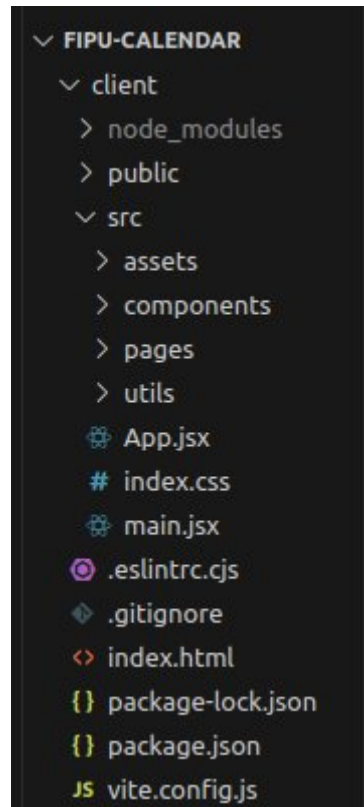 FIPU-CALENDAR
client
node_modules
public
src
assets
components
pages
utils
App.jsx
# index.css
main.jsx
.eslintrc.cjs
.gitignore
<> index.html
{} package-lock.json
{} package.json
JS vite.config.js